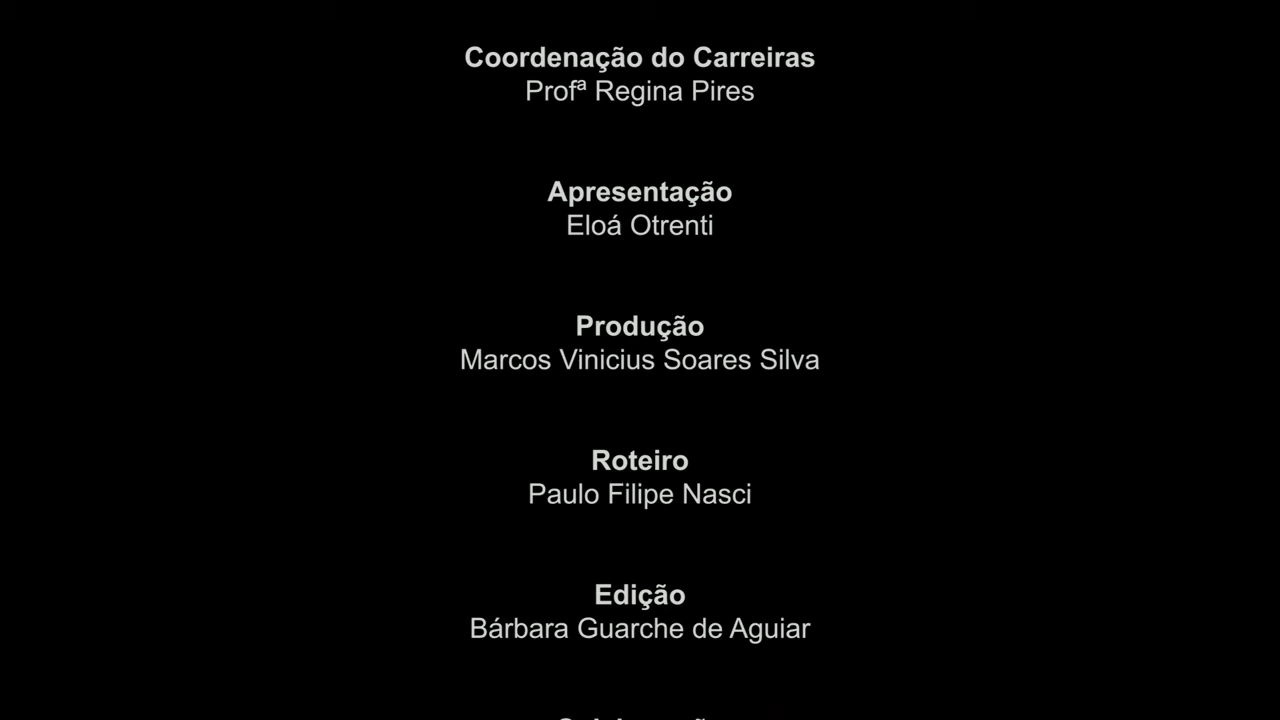 Coordenação do Carreiras
Profª Regina Pires
Apresentação
Eloá Otrenti
Produção
Marcos Vinicius Soares Silva
Roteiro
Paulo Filipe Nasci
Edição
Bárbara Guarche de Aguiar